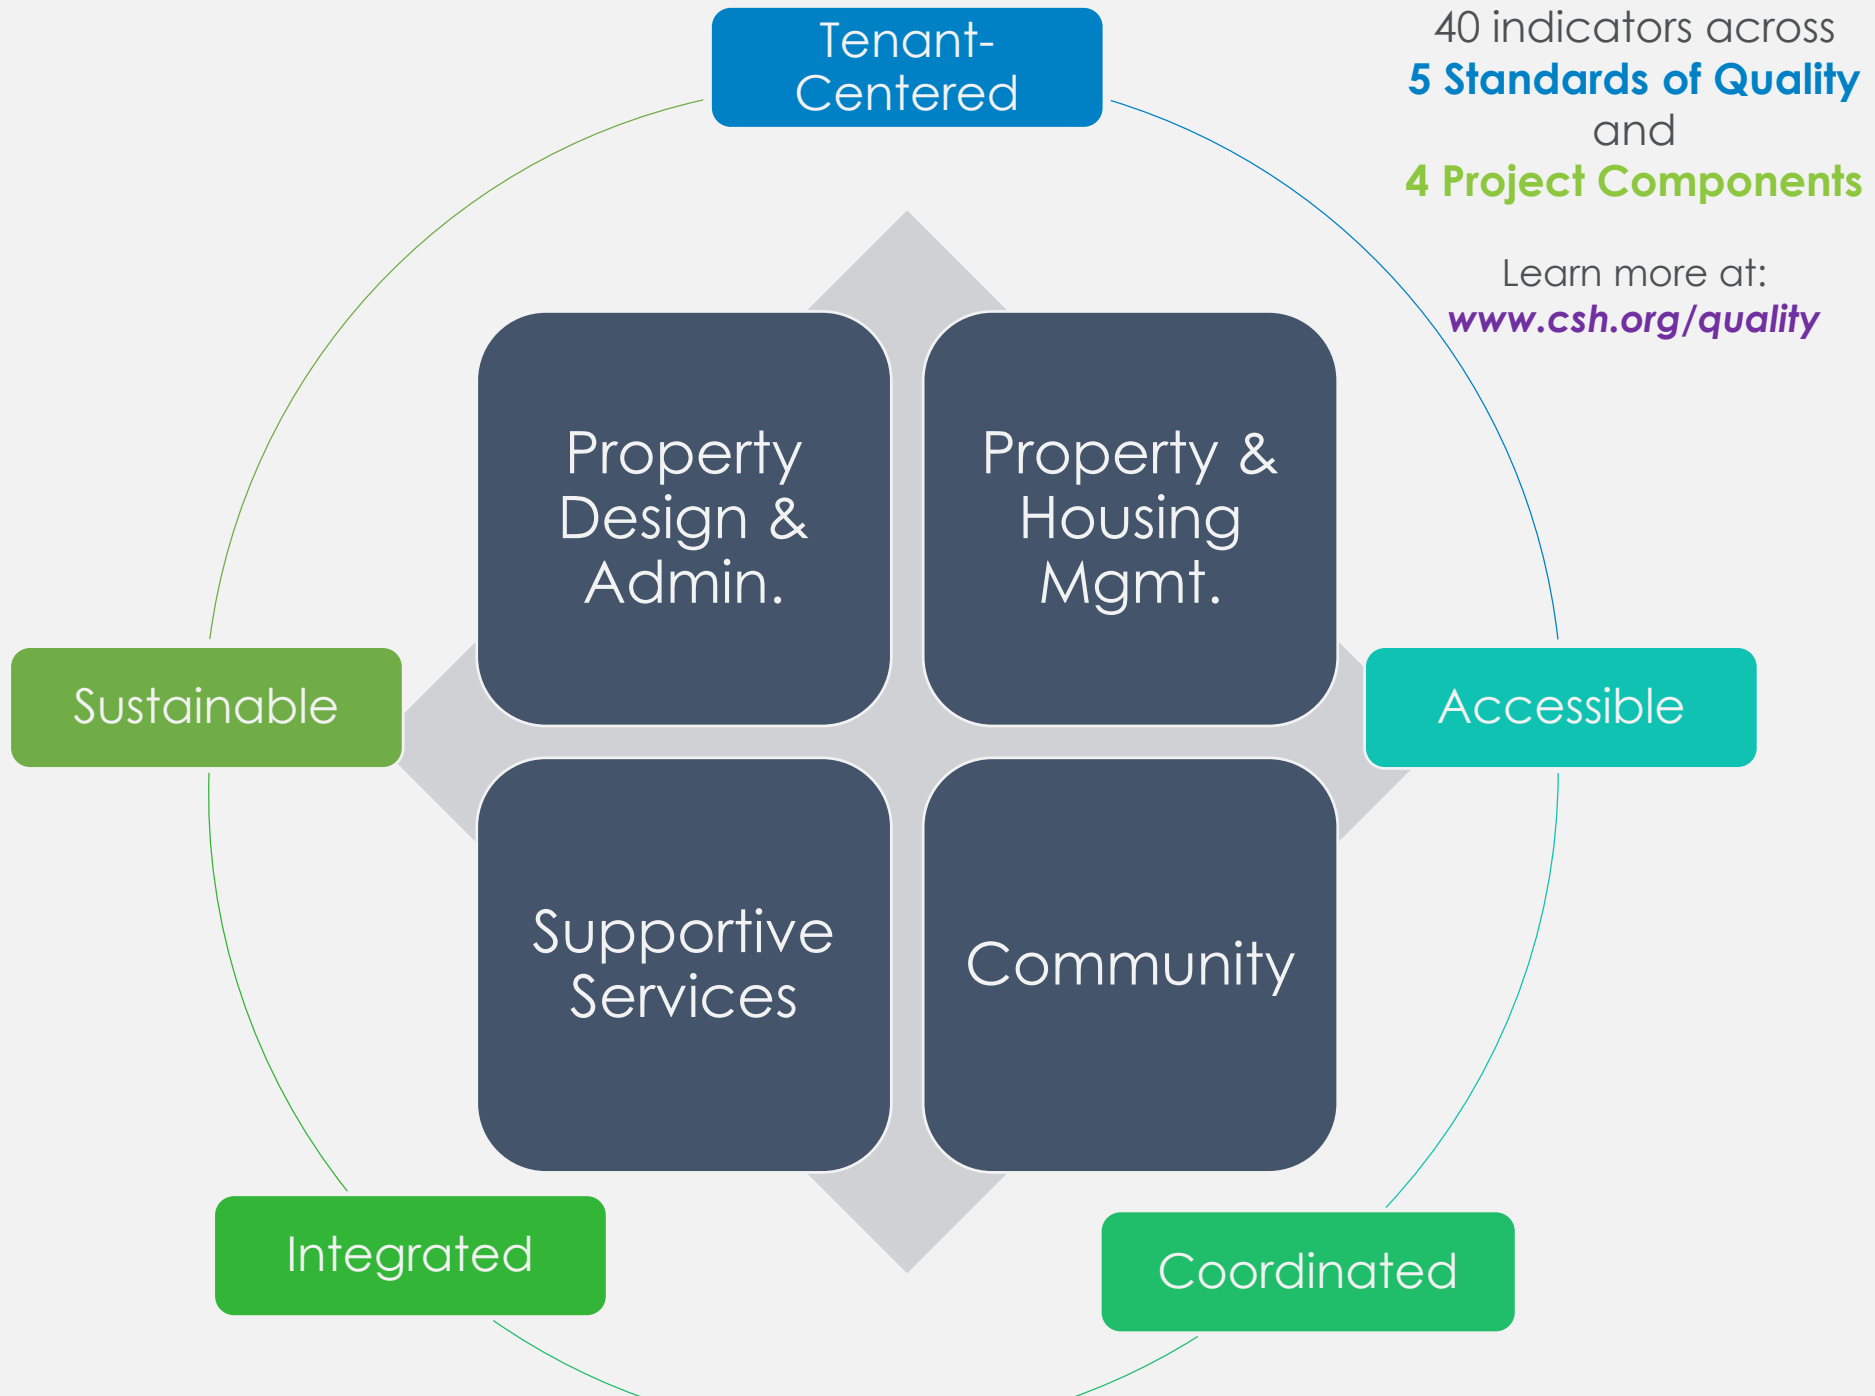 Tenant-
Centered
40 indicators across
5 Standards of Quality
and
4 Project Components
Learn more at:
www.csh.org/quality
Property
Design &
Admin.
Property &
Housing
Mgmt.
Sustainable
Accessible
Supportive
Services
Community
Integrated
Coordinated